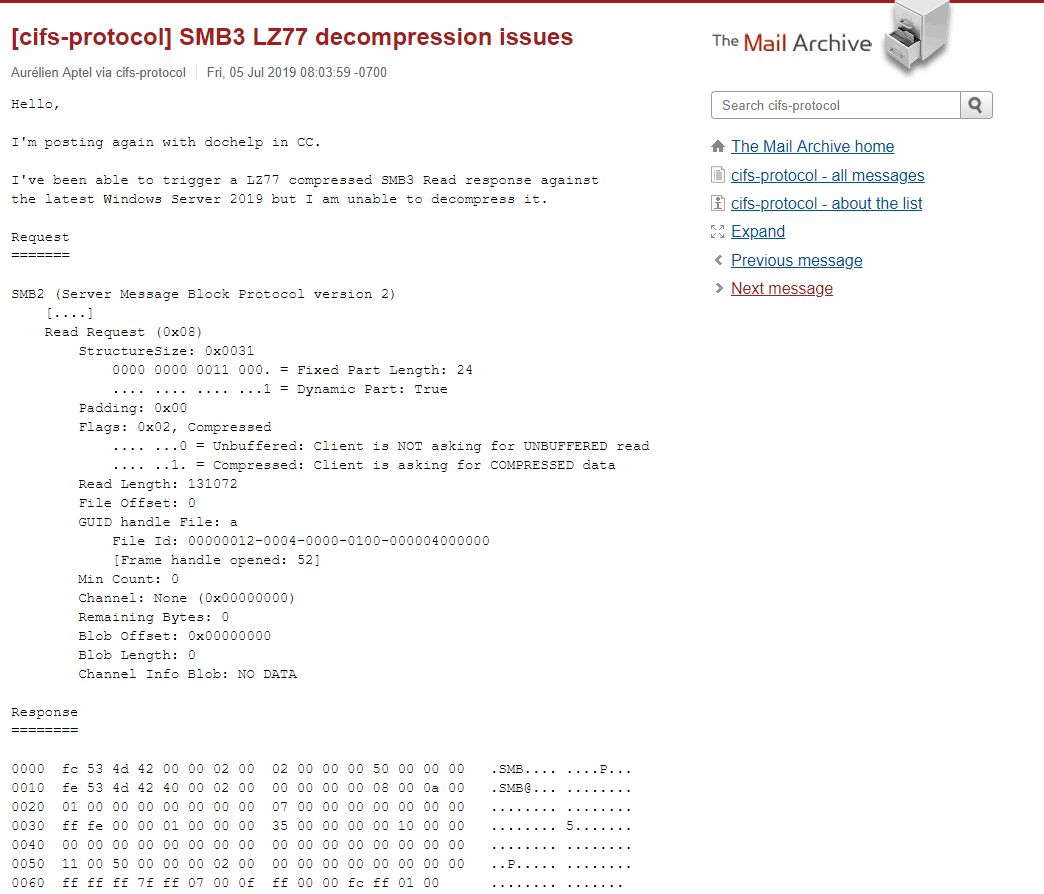 [cifs-protocol] SMB3 LZ77 decompression issues
Aurélien Aptel via cifs-protocol Fri, 05 Jul 2019 08:03:59 -0700
Hello,
I'm posting again with dochelp in CC.
I've been able to trigger a LZ77 compressed SMB3 Read response against
the latest Windows Server 2019 but I am unable to decompress it.
Request
=======
SMB2 (Server Message Block Protocol version 2)
    [....]
    Read Request (0x08)
        StructureSize: 0x0031
            0000 0000 0011 000. = Fixed Part Length: 24
            .... .... .... ...1 = Dynamic Part: True
        Padding: 0x00
        Flags: 0x02, Compressed
            .... ...0 = Unbuffered: Client is NOT asking for UNBUFFERED read
            .... ..1. = Compressed: Client is asking for COMPRESSED data
        Read Length: 131072
        File Offset: 0
        GUID handle File: a
            File Id: 00000012-0004-0000-0100-000004000000
            [Frame handle opened: 52]
        Min Count: 0
        Channel: None (0x00000000)
        Remaining Bytes: 0
        Blob Offset: 0x00000000
        Blob Length: 0
        Channel Info Blob: NO DATA
Response
========
0000  fc 53 4d 42 00 00 02 00  02 00 00 00 50 00 00 00   .SMB.... ....P...
0010  fe 53 4d 42 40 00 02 00  00 00 00 00 08 00 0a 00   .SMB@... ........
0020  01 00 00 00 00 00 00 00  07 00 00 00 00 00 00 00   ........ ........
0030  ff fe 00 00 01 00 00 00  35 00 00 00 00 10 00 00   ........ 5.......
0040  00 00 00 00 00 00 00 00  00 00 00 00 00 00 00 00   ........ ........
0050  11 00 50 00 00 00 02 00  00 00 00 00 00 00 00 00   ..P..... ........
0060  ff ff ff 7f ff 07 00 0f  ff 00 00 fc ff 01 00      ........ .......
The Mail Archive
Search cifs-protocol
The Mail Archive home
cifs-protocol - all messages
cifs-protocol - about the list
Expand
Previous message
Next message